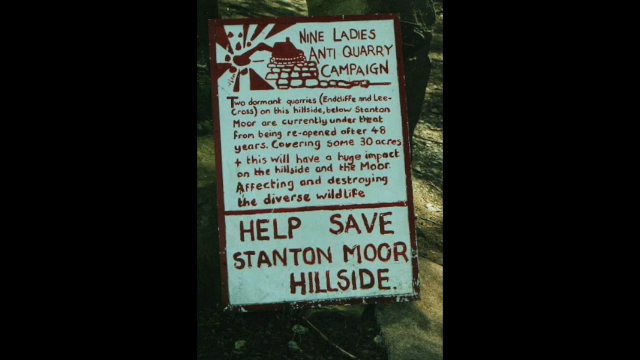 NINE LADIES
ANTI QUARRY
CAMPAIGN
Two dormant quarries (Endcliffe and Lee-
Cross) on this hillside, below Stanton
Moor are currently under threat
from being re-opened after 48
years. Covering some 30 acres
+ this will have a huge impact
on the hillside and the Moor.
Affecting and destroying
the diverse wildlife
HELP SAVE
STANTON MOOR
HILLSIDE.